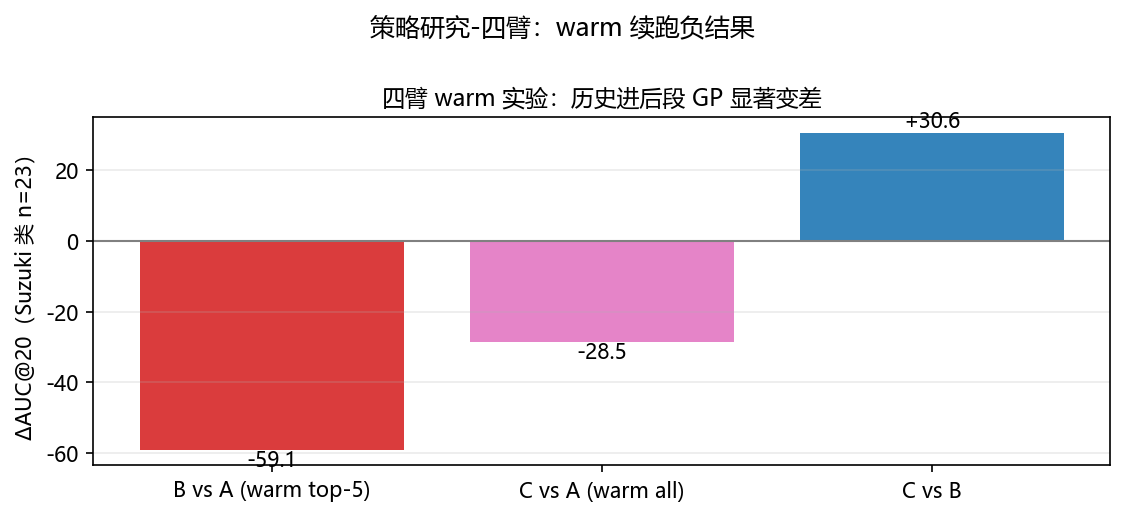 策略研究-四臂：warm 续跑负结果
四臂 warm 实验：历史进后段 GP 显著变差
ΔAUC@20（Suzuki 类 n=23）
20
0
-20
-40
-60
-59.1
-28.5
+30.6
B vs A (warm top-5)
C vs A (warm all)
C vs B